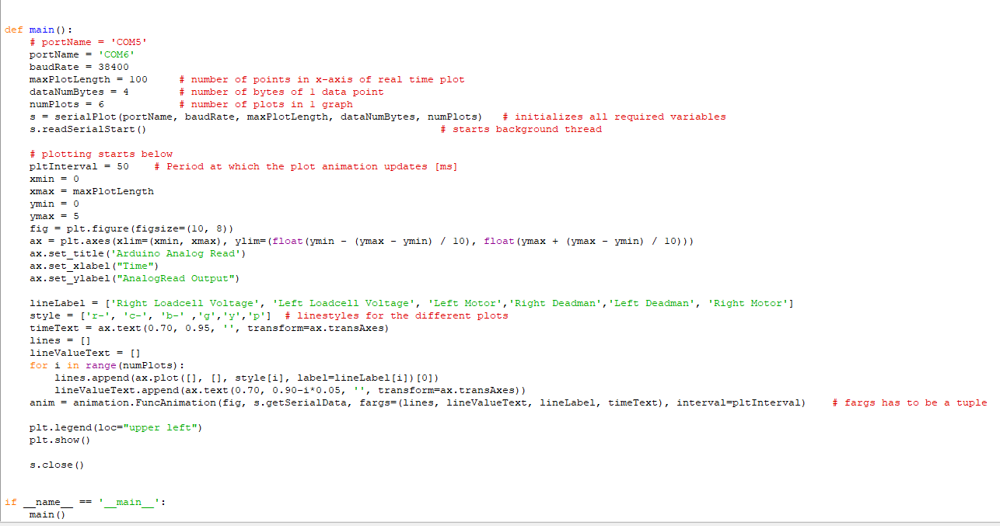 def main():
    # portName = 'COM5'
    portName = 'COM6'
    baudRate = 38400
    maxPlotLength = 100     # number of points in x-axis of real time plot
    dataNumBytes = 4        # number of bytes of 1 data point
    numPlots = 6            # number of plots in 1 graph
    s = serialPlot(portName, baudRate, maxPlotLength, dataNumBytes, numPlots)   # initializes all required variables
    s.readSerialStart()                                               # starts background thread

    # plotting starts below
    pltInterval = 50    # Period at which the plot animation updates [ms]
    xmin = 0
    xmax = maxPlotLength
    ymin = 0
    ymax = 5
    fig = plt.figure(figsize=(10, 8))
    ax = plt.axes(xlim=(xmin, xmax), ylim=(float(ymin - (ymax - ymin) / 10), float(ymax + (ymax - ymin) / 10)))
    ax.set_title('Arduino Analog Read')
    ax.set_xlabel("Time")
    ax.set_ylabel("AnalogRead Output")

    lineLabel = ['Right Loadcell Voltage', 'Left Loadcell Voltage', 'Left Motor','Right Deadman','Left Deadman', 'Right Motor']
    style = ['r-', 'c-', 'b-' ,'g','y','p']  # linestyles for the different plots
    timeText = ax.text(0.70, 0.95, '', transform=ax.transAxes)
    lines = []
    lineValueText = []
    for i in range(numPlots):
        lines.append(ax.plot([], [], style[i], label=lineLabel[i])[0])
        lineValueText.append(ax.text(0.70, 0.90-i*0.05, '', transform=ax.transAxes))
    anim = animation.FuncAnimation(fig, s.getSerialData, fargs=(lines, lineValueText, lineLabel, timeText), interval=pltInterval)    # fargs has to be a tuple

    plt.legend(loc="upper left")
    plt.show()

    s.close()


if __name__ == '__main__':
    main()